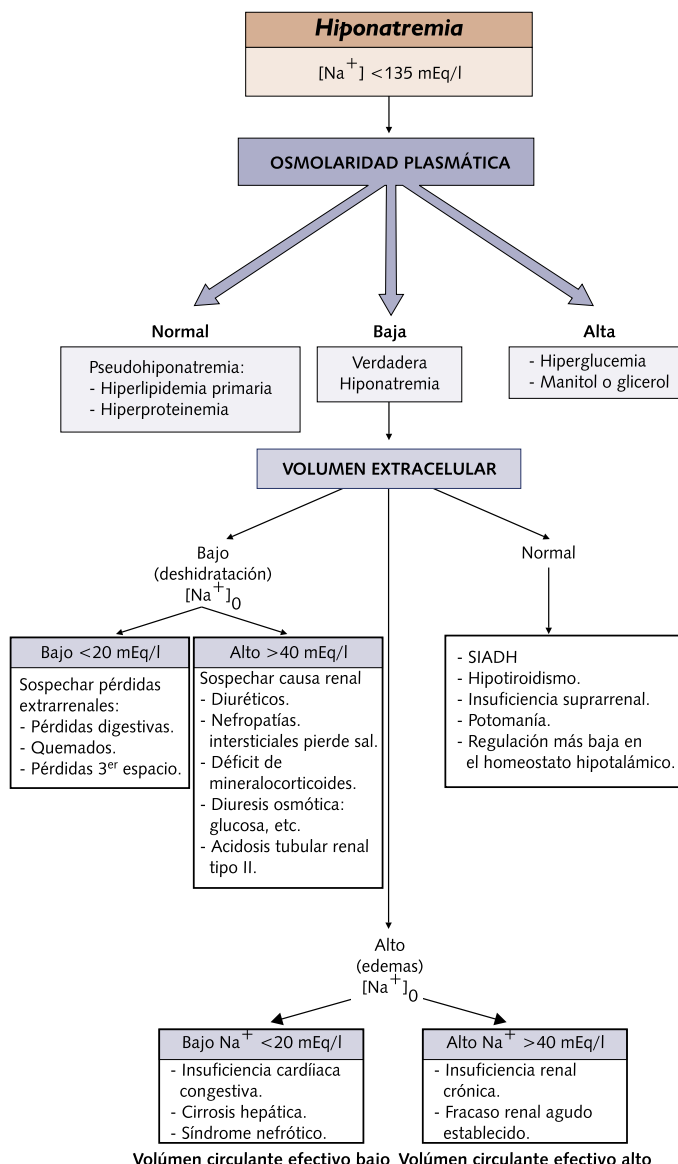 Hiponatremia
[Na+] <135 mEq/l
OSMOLARIDAD PLASMÁTICA
Normal
Pseudohiponatremia:
- Hiperlipidemia primaria
- Hiperproteinemia
Baja
Verdadera
Hiponatremia
Alta
- Hiperglucemia
- Manitol o glicerol
VOLUMEN EXTRACELULAR
Bajo
(deshidratación)
[Na+]0
Bajo <20 mEq/l
Sospechar pérdidas
extrarrenales:
- Pérdidas digestivas.
- Quemados.
- Pérdidas 3er espacio.
Alto >40 mEq/l
Sospechar causa renal
- Diuréticos.
- Nefropatías.
intersticiales pierde sal.
- Déficit de
mineralocorticoides.
- Diuresis osmótica:
glucosa, etc.
- Acidosis tubular renal
tipo II.
Normal
- SIADH
- Hipotiroidismo.
- Insuficiencia suprarrenal.
- Potomanía.
- Regulación más baja en
el homeostato hipotalámico.
Alto
(edemas)
[Na+]0
Bajo Na+ <20 mEq/l
- Insuficiencia cardíiaca
congestiva.
- Cirrosis hepática.
- Síndrome nefrótico.
Volúmen circulante efectivo bajo
Alto Na+ >40 mEq/l
- Insuficiencia renal
crónica.
- Fracaso renal agudo
establecido.
Volúmen circulante efectivo alto